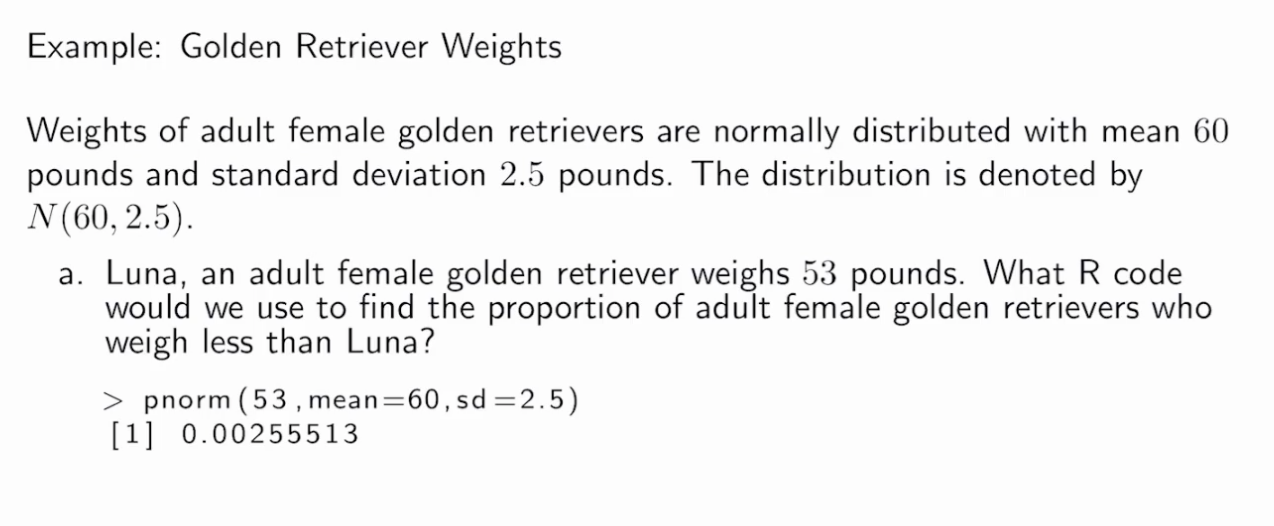 Example: Golden Retriever Weights
Weights of adult female golden retrievers are normally distributed with mean 60
pounds and standard deviation 2.5 pounds. The distribution is denoted by
N(60, 2.5).
a. Luna, an adult female golden retriever weighs 53 pounds. What R code
would we use to find the proportion of adult female golden retrievers who
weigh less than Luna?
> pnorm(53,mean=60,sd=2.5)
[1] 0.00255513